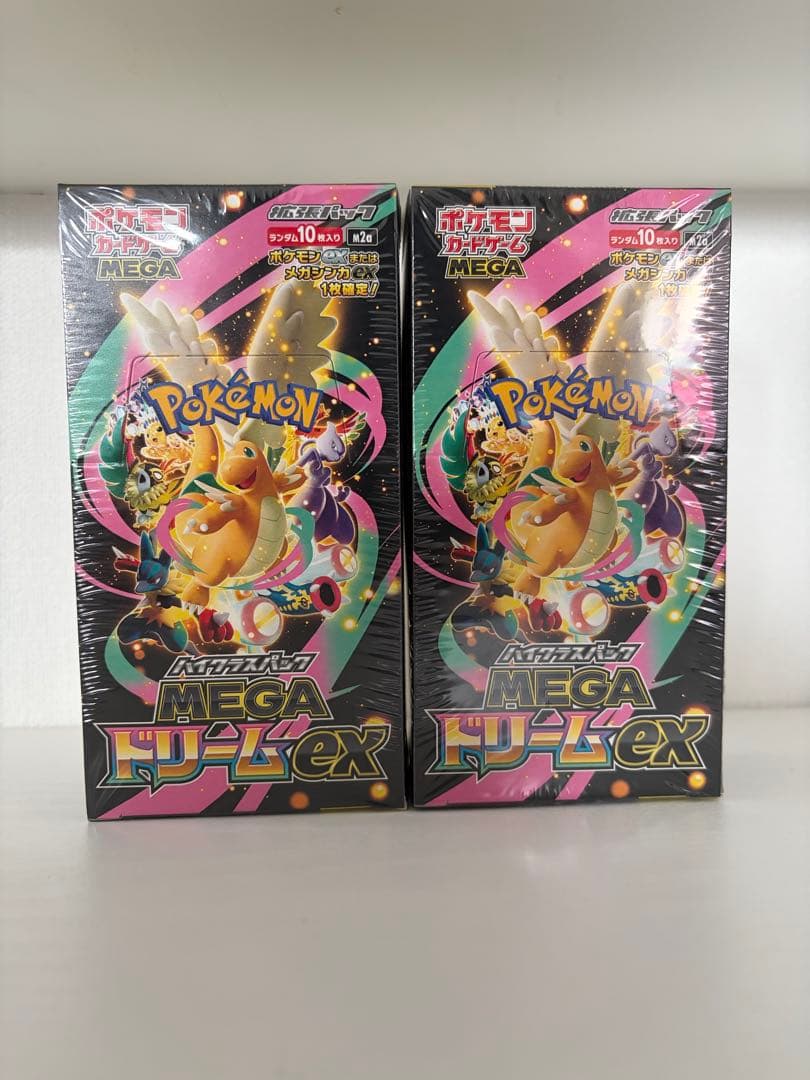 ポケモン
カードゲーム
MEGA
拡張パック
ランダム10枚入り M2a
ポケモンexまたは
メガシンカex
1枚確定!
POKÉMON
ハイクラスパック
MEGA
ドリームex
ポケモン
カードゲーム
MEGA
拡張パック
ランダム10枚入り M2a
ポケモンexまたは
メガシンカex
1枚確定!
POKÉMON
ハイクラスパック
MEGA
ドリームex